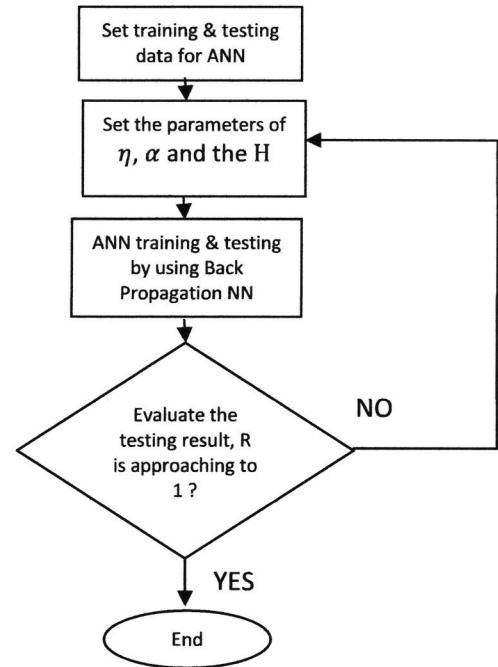 Set training & testing
data for ANN
Set the parameters of
η, α and the H
ANN training & testing
by using Back
Propagation NN
Evaluate the
testing result, R
is approaching to
1 ?
NO
YES
End